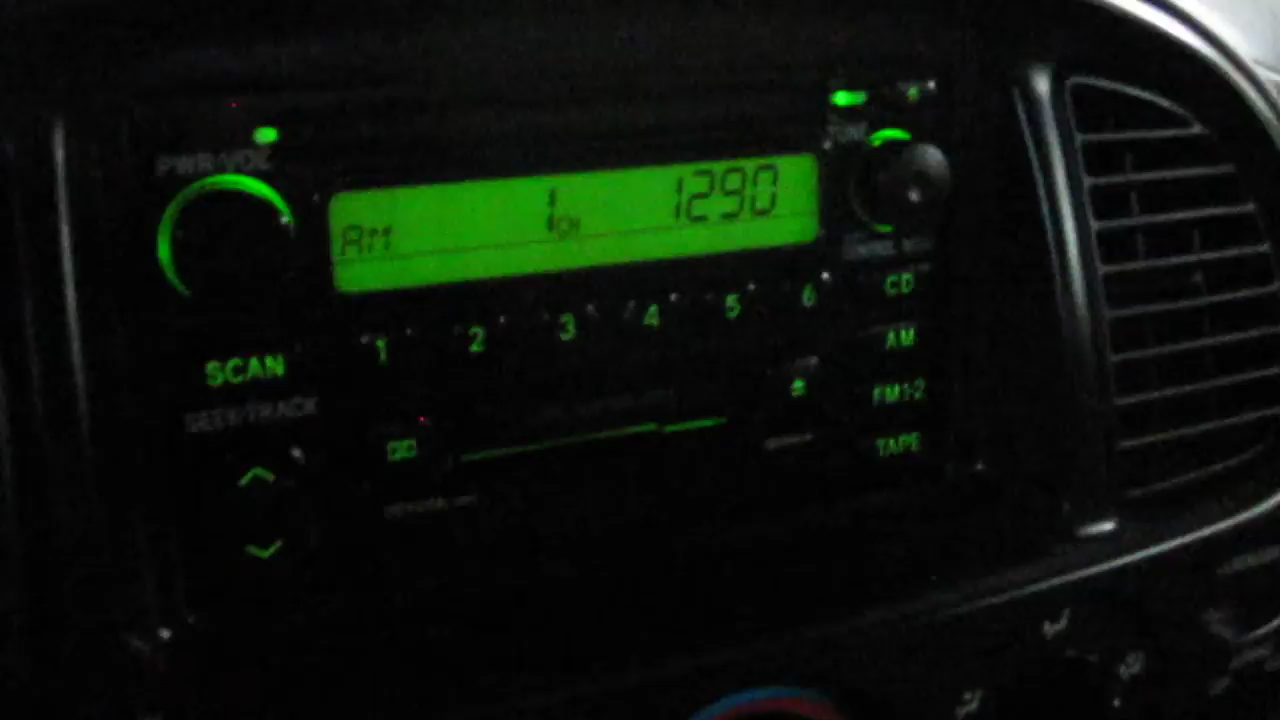 PWR/VOL
AM 1 CH 1290
1 2 3 4 5 6
CD
SCAN
AM
SEEK/TRACK
FM1·2
TAPE